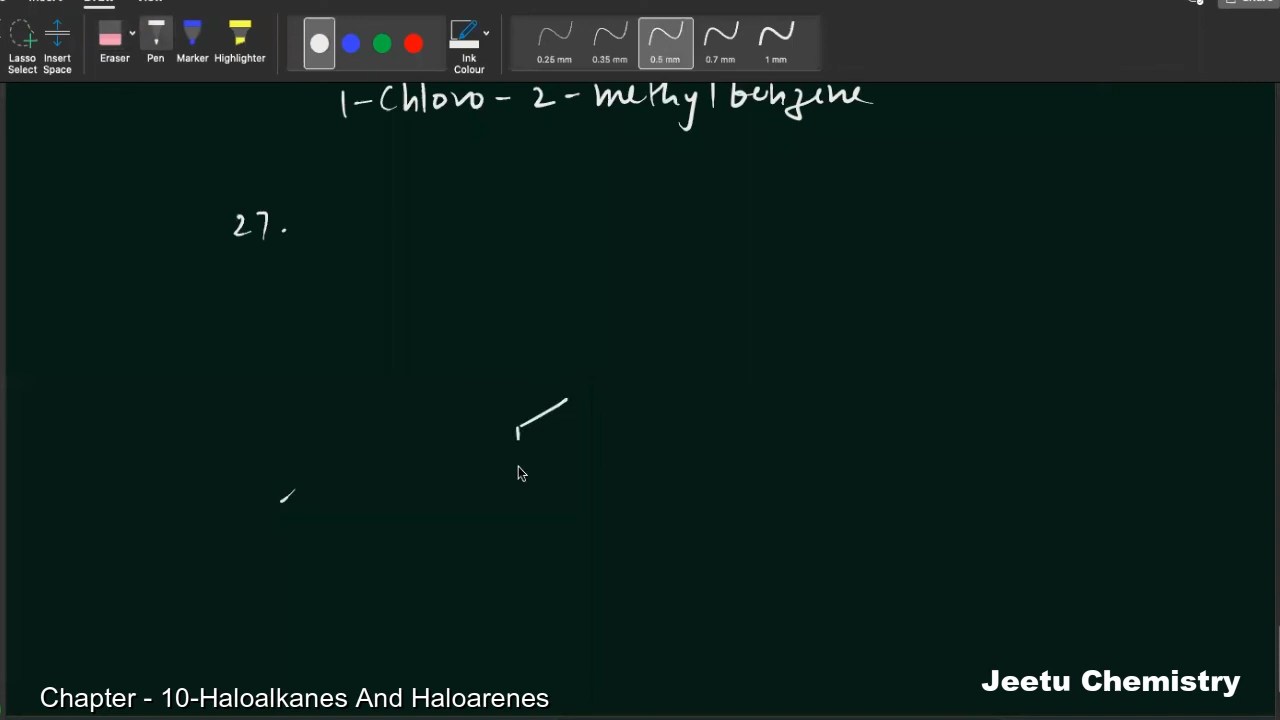 Lasso Select
Insert Space
Eraser
Pen
Marker
Highlighter
Ink Colour
0.25 mm
0.35 mm
0.5 mm
0.7 mm
1 mm
1-Chloro-2-methylbenzene
27.
Jeetu Chemistry
Chapter - 10-Haloalkanes And Haloarenes